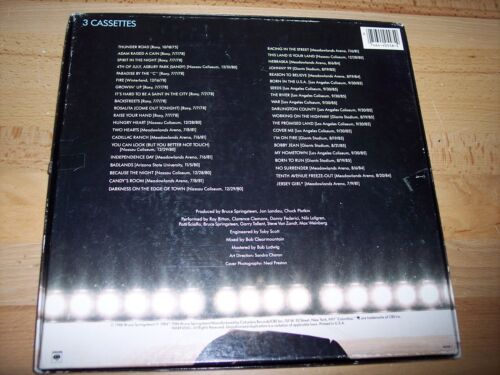 3 CASSETTES
THUNDER ROAD (Roxy, 10/18/75)
ADAM RAISED A CAIN (Roxy, 7/7/78)
SPIRIT IN THE NIGHT (Roxy, 7/7/78)
4TH OF JULY, ASBURY PARK (SANDY) (Nassau Coliseum, 12/31/80)
PARADISE BY THE "C" (Roxy, 7/7/78)
FIRE (Winterland, 12/16/78)
GROWIN' UP (Roxy, 7/7/78)
IT'S HARD TO BE A SAINT IN THE CITY (Roxy, 7/7/78)
BACKSTREETS (Roxy, 7/7/78)
ROSALITA (COME OUT TONIGHT) (Roxy, 7/7/78)
RAISE YOUR HAND (Roxy, 7/7/78)
HUNGRY HEART (Nassau Coliseum, 12/28/80)
TWO HEARTS (Meadowlands Arena, 7/8/81)
CADILLAC RANCH (Meadowlands Arena, 7/6/81)
YOU CAN LOOK (BUT YOU BETTER NOT TOUCH)
(Nassau Coliseum, 12/29/80)
INDEPENDENCE DAY (Meadowlands Arena, 7/6/81)
BADLANDS (Arizona State University, 11/5/80)
BECAUSE THE NIGHT (Nassau Coliseum, 12/28/80)
CANDY'S ROOM (Meadowlands Arena, 7/8/81)
DARKNESS ON THE EDGE OF TOWN (Nassau Coliseum, 12/29/80)
RACING IN THE STREET (Meadowlands Arena, 7/6/81)
THIS LAND IS YOUR LAND (Nassau Coliseum, 12/28/80)
NEBRASKA (Meadowlands Arena, 8/6/84)
JOHNNY 99 (Giants Stadium, 8/19/85)
REASON TO BELIEVE (Meadowlands Arena, 8/19/84)
BORN IN THE U.S.A. (Los Angeles Coliseum, 9/30/85)
SEEDS (Los Angeles Coliseum, 9/30/85)
THE RIVER (Los Angeles Coliseum, 9/30/85)
WAR (Los Angeles Coliseum, 9/30/85)
DARLINGTON COUNTY (Los Angeles Coliseum, 9/30/85)
WORKING ON THE HIGHWAY (Giants Stadium, 8/19/85)
THE PROMISED LAND (Los Angeles Coliseum, 9/30/85)
COVER ME (Los Angeles Coliseum, 9/30/85)
I'M ON FIRE (Giants Stadium, 8/19/85)
BOBBY JEAN (Giants Stadium, 8/21/85)
MY HOMETOWN (Los Angeles Coliseum, 9/30/85)
BORN TO RUN (Giants Stadium, 8/19/85)
NO SURRENDER (Meadowlands Arena, 8/6/84)
TENTH AVENUE FREEZE-OUT (Meadowlands Arena, 8/20/84)
JERSEY GIRL* (Meadowlands Arena, 7/9/81)
Produced by Bruce Springsteen, Jon Landau, Chuck Plotkin
Performed by Roy Bittan, Clarence Clemons, Danny Federici, Nils Lofgren,
Patti Scialfa, Bruce Springsteen, Garry Tallent, Steve Van Zandt, Max Weinberg
Engineered by Toby Scott
Mixed by Bob Clearmountain
Mastered by Bob Ludwig
Art Direction: Sandra Choron
Cover Photography: Neal Preston